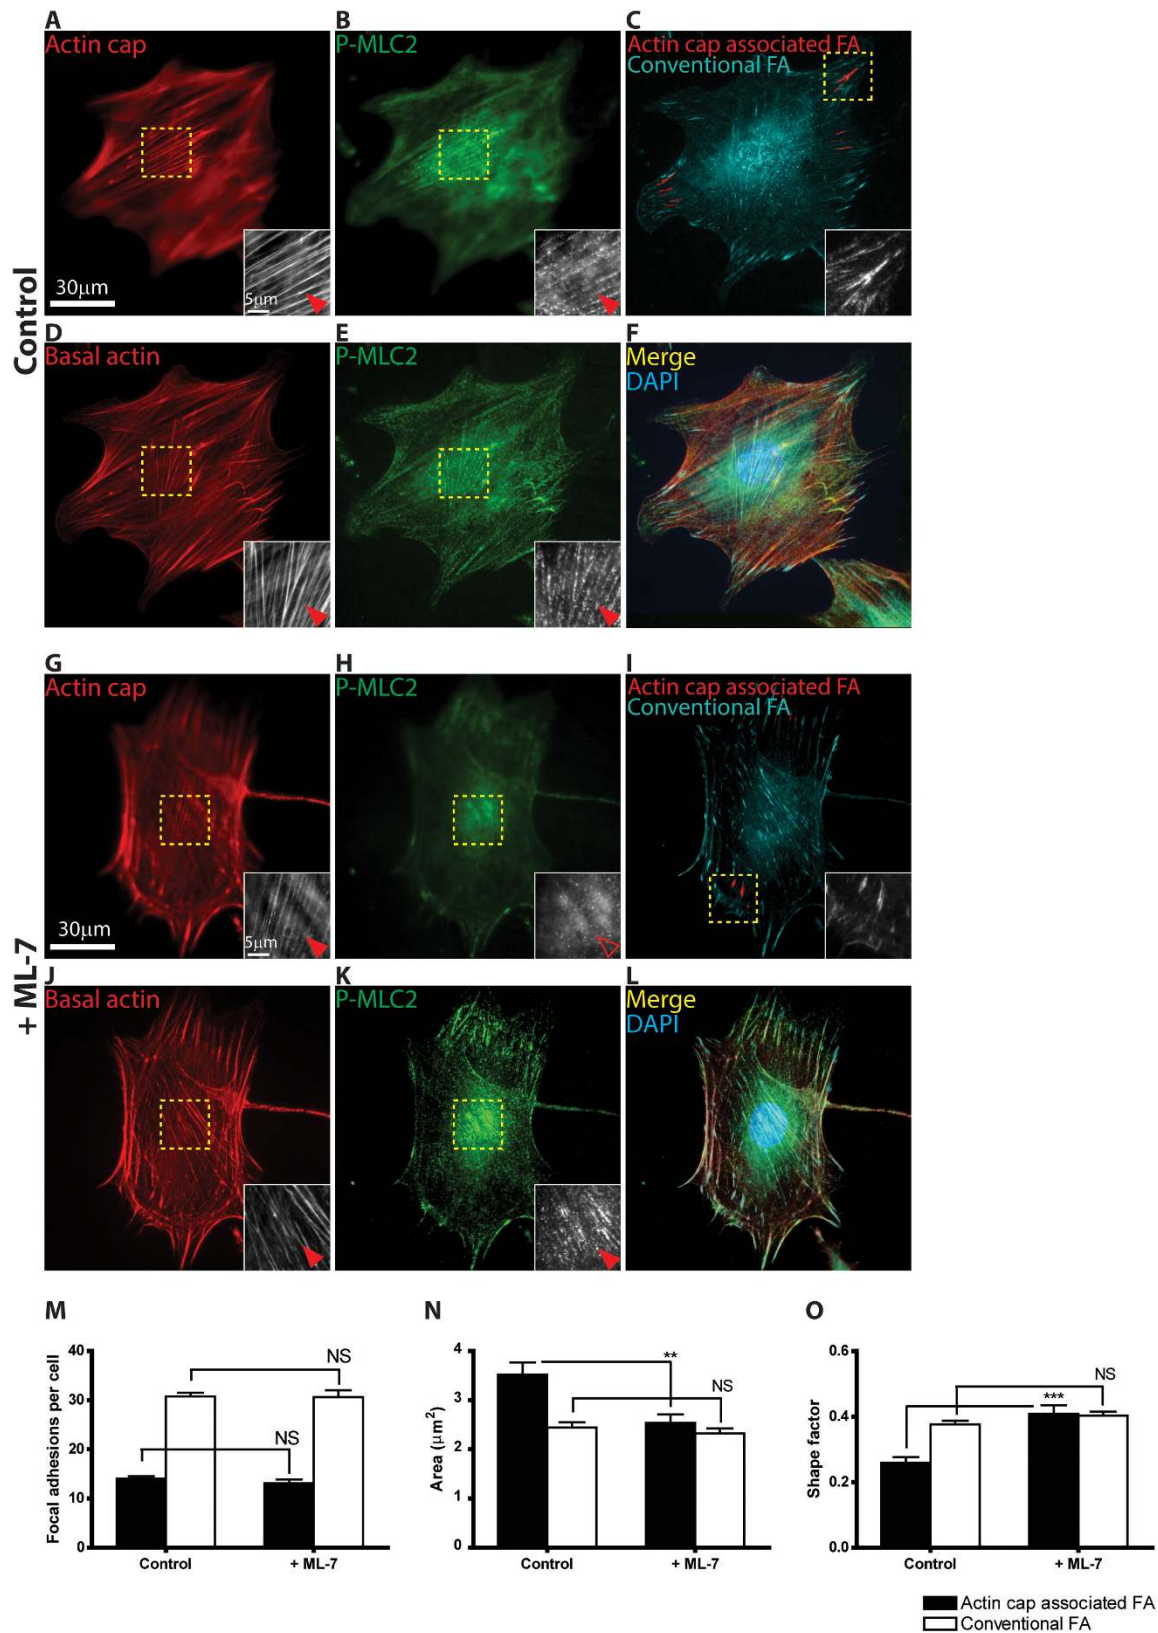 A
B
C
Actin cap
P-MLC2
Actin cap associated FA
Conventional FA
Control
30μm
5μm
D
E
F
Basal actin
P-MLC2
Merge
DAPI
G
H
I
Actin cap
P-MLC2
Actin cap associated FA
Conventional FA
+ ML-7
30μm
5μm
J
K
L
Basal actin
P-MLC2
Merge
DAPI
M
Focal adhesions per cell
40
30
20
10
0
NS
NS
Control
+ ML-7
N
Area (μm²)
4
3
2
1
0
**
NS
Control
+ ML-7
O
Shape factor
0.6
0.4
0.2
0.0
NS
***
Control
+ ML-7
Actin cap associated FA
Conventional FA